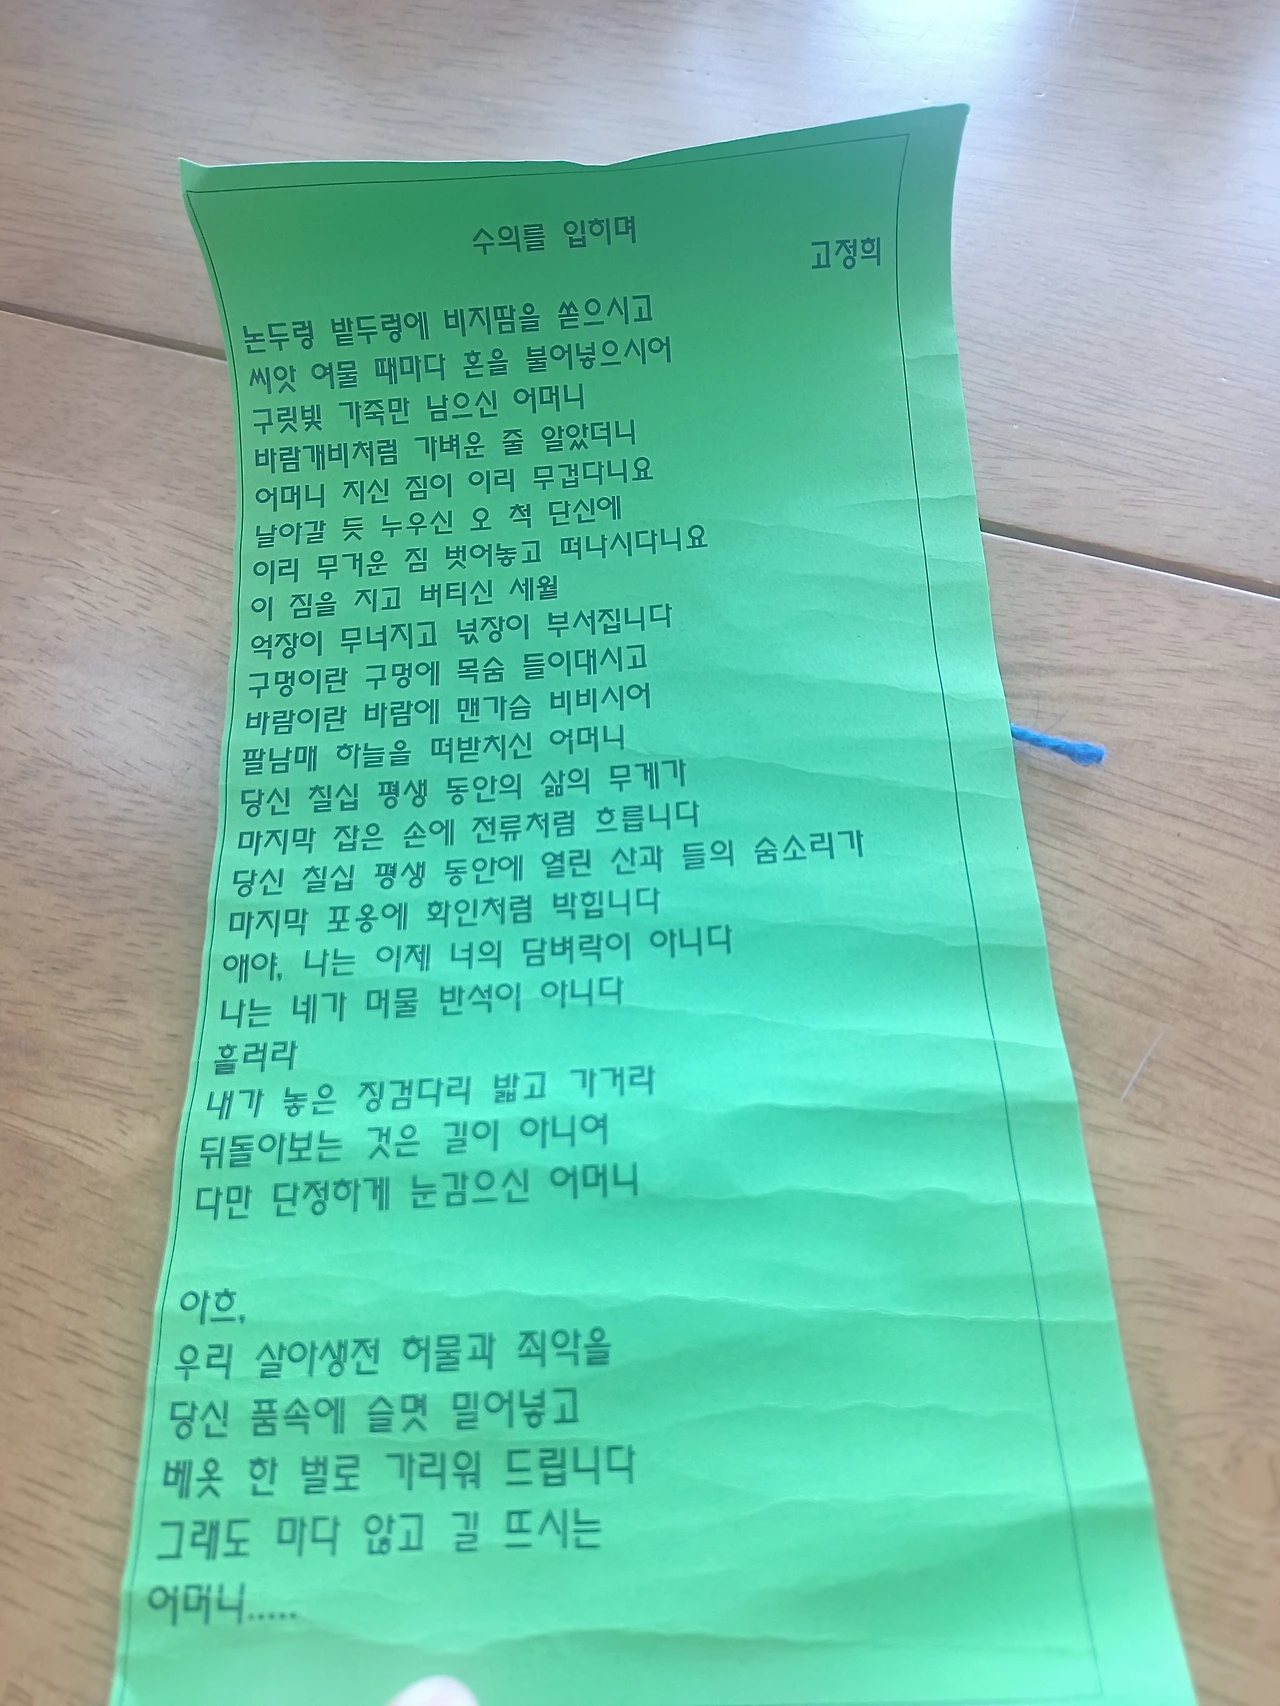 수의를 입히며
고정희
논두렁 밭두렁에 비지땀을 쏟으시고
씨앗 여물 때마다 혼을 불어넣으시어
구릿빛 가죽만 남으신 어머니
바람개비처럼 가벼운 줄 알았더니
어머니 지신 짐이 이리 무겁다니요
날아갈 듯 누우신 오 척 단신에
이리 무거운 짐 벗어놓고 떠나시다니요
이 짐을 지고 버티신 세월
억장이 무너지고 넋장이 부서집니다
구멍이란 구멍에 목숨 들이대시고
바람이란 바람에 맨가슴 비비시어
팔남매 하늘을 떠받치신 어머니
당신 칠십 평생 동안의 삶의 무게가
마지막 잡은 손에 전류처럼 흐릅니다
당신 칠십 평생 동안에 열린 산과 들의 숨소리가
마지막 포옹에 화인처럼 박힙니다
얘야, 나는 이제 너의 담벼락이 아니다
나는 네가 머물 반석이 아니다
흘러라
내가 놓은 징검다리 밟고 가거라
뒤돌아보는 것은 길이 아니여
다만 단정하게 눈감으신 어머니
아흐,
우리 살아생전 허물과 죄악을
당신 품속에 슬몃 밀어넣고
베옷 한 벌로 가리워 드립니다
그래도 마다 않고 길 뜨시는
어머니.....